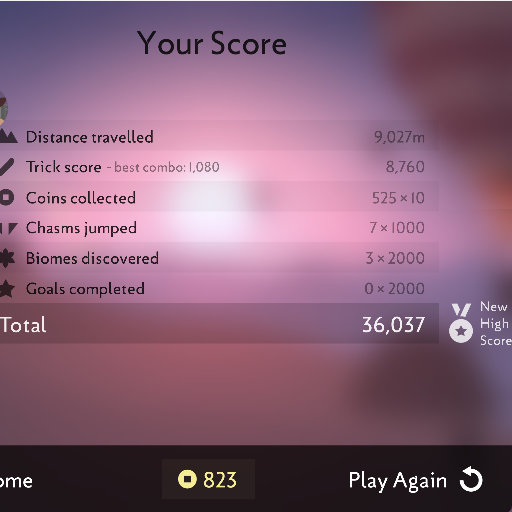 Your Score
Distance travelled 9,027m
Trick score - best combo: 1,080 8,760
Coins collected 525 × 10
Chasms jumped 7 × 1000
Biomes discovered 3 × 2000
Goals completed 0 × 2000
Total 36,037
New
High
Score
ome 823 Play Again